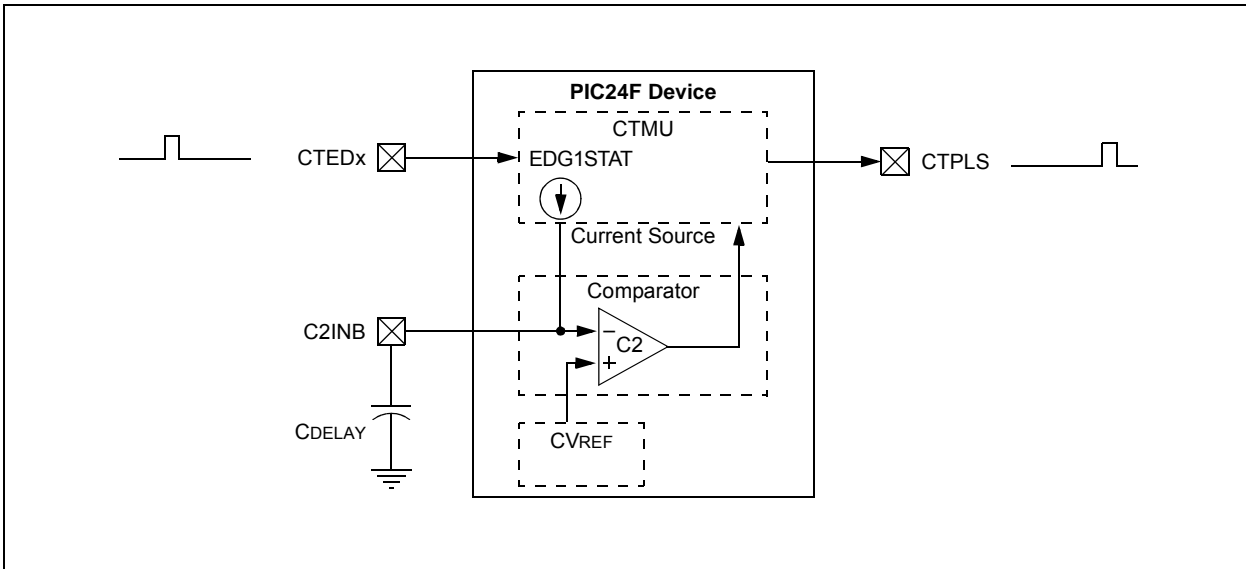 PIC24F Device
CTMU
CTEDx
EDG1STAT
CTPLS
Current Source
Comparator
C2INB
−
C2
+
CDELAY
CVREF